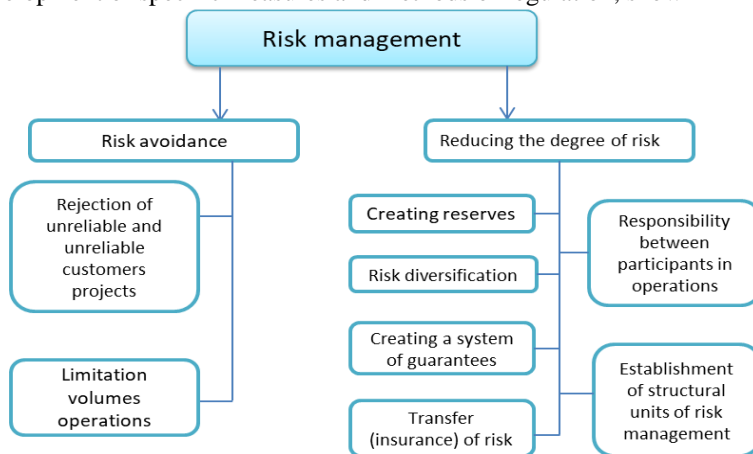 Risk management
Risk avoidance
Rejection of
unreliable and
unreliable
customers
projects
Limitation
volumes
operations
Reducing the degree of risk
Creating reserves
Risk diversification
Creating a system
of guarantees
Transfer
(insurance) of risk
Responsibility
between
participants in
operations
Establishment
of structural
units of risk
management